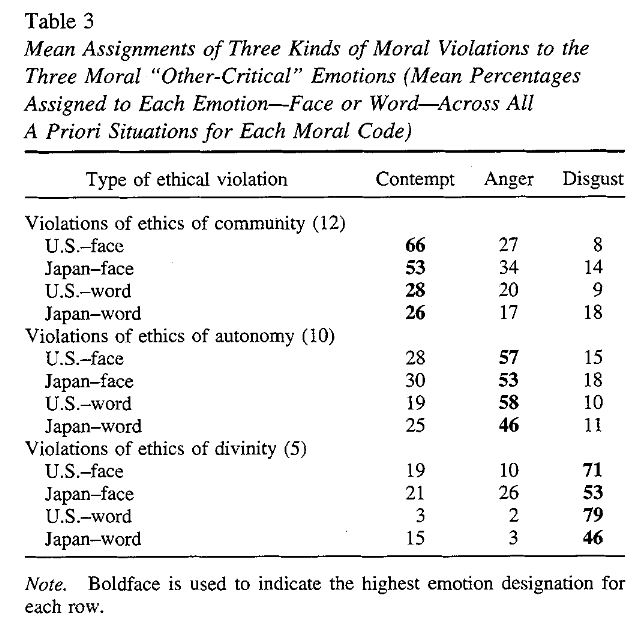 Table 3
Mean Assignments of Three Kinds of Moral Violations to the
Three Moral “Other-Critical” Emotions (Mean Percentages
Assigned to Each Emotion—Face or Word—Across All
A Priori Situations for Each Moral Code)
Type of ethical violation Contempt Anger Disgust
Violations of ethics of community (12)
U.S.–face 66 27 8
Japan–face 53 34 14
U.S.–word 28 20 9
Japan–word 26 17 18
Violations of ethics of autonomy (10)
U.S.–face 28 57 15
Japan–face 30 53 18
U.S.–word 19 58 10
Japan–word 25 46 11
Violations of ethics of divinity (5)
U.S.–face 19 10 71
Japan–face 21 26 53
U.S.–word 3 2 79
Japan–word 15 3 46
Note. Boldface is used to indicate the highest emotion designation for
each row.